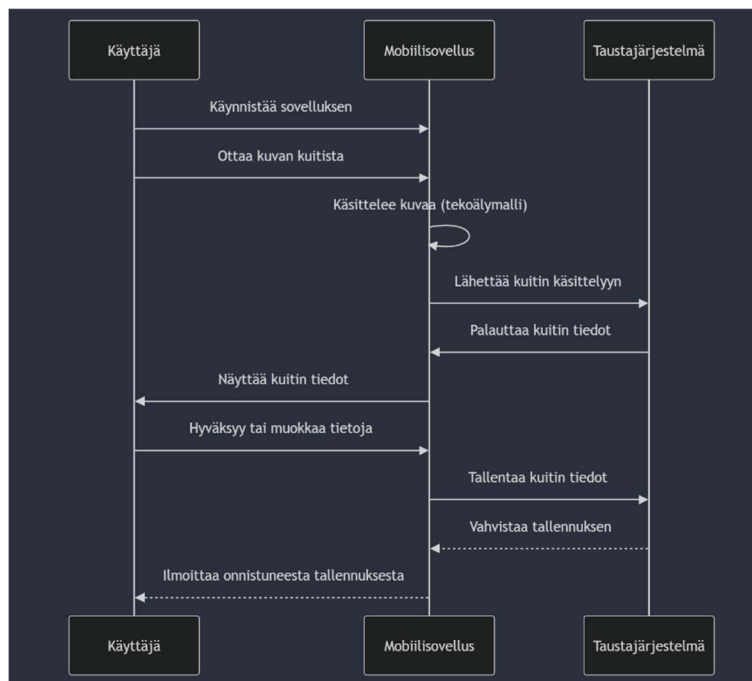 Käyttäjä
Mobiilisovellus
Taustajärjestelmä
Käynnistää sovelluksen
Ottaa kuvan kuitista
Käsittelee kuvaa (tekoälymalli)
Lähettää kuitin käsittelyyn
Palauttaa kuitin tiedot
Näyttää kuitin tiedot
Hyväksyy tai muokkaa tietoja
Tallentaa kuitin tiedot
Vahvistaa tallennuksen
Ilmoittaa onnistuneesta tallennuksesta
Käyttäjä
Mobiilisovellus
Taustajärjestelmä